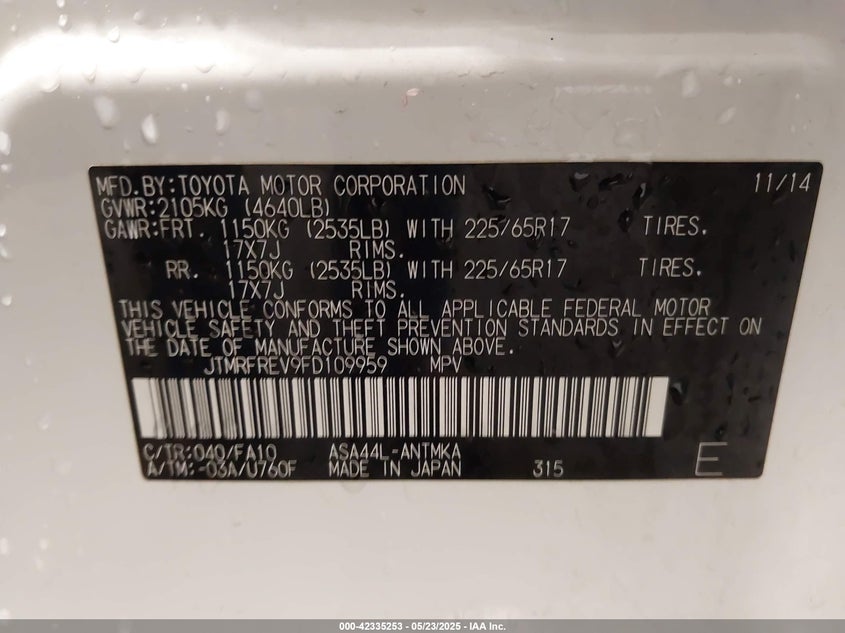 MFD.BY:TOYOTA MOTOR CORPORATION 11/14
GVWR:2105KG (4640LB)
GAWR:FRT. 1150KG (2535LB) WITH 225/65R17 TIRES.
17X7J RIMS.
RR. 1150KG (2535LB) WITH 225/65R17 TIRES.
17X7J RIMS.
THIS VEHICLE CONFORMS TO ALL APPLICABLE FEDERAL MOTOR
VEHICLE SAFETY AND THEFT PREVENTION STANDARDS IN EFFECT ON
THE DATE OF MANUFACTURE SHOWN ABOVE.
JTMRFREV9FD109959 MPV
C/TR:040/FA10 ASA44L-ANTMKA
A/TM:-03A/U760F MADE IN JAPAN 315 E
000-42335253 - 05/23/2025 - IAA Inc.